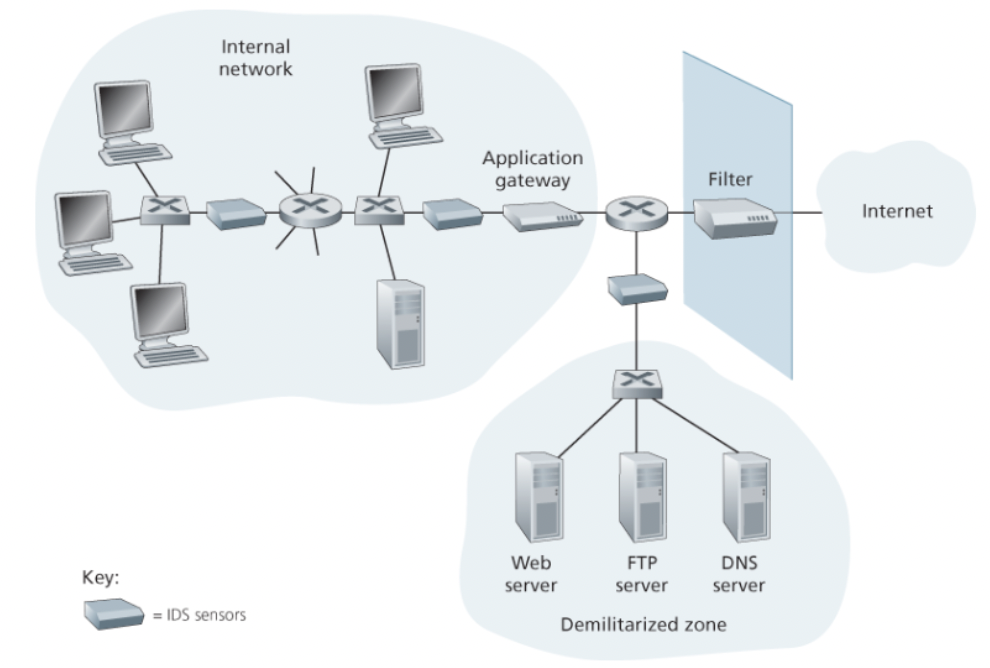 Internal
network
Application
gateway
Filter
Internet
Web
server
FTP
server
DNS
server
Demilitarized zone
Key:
= IDS sensors